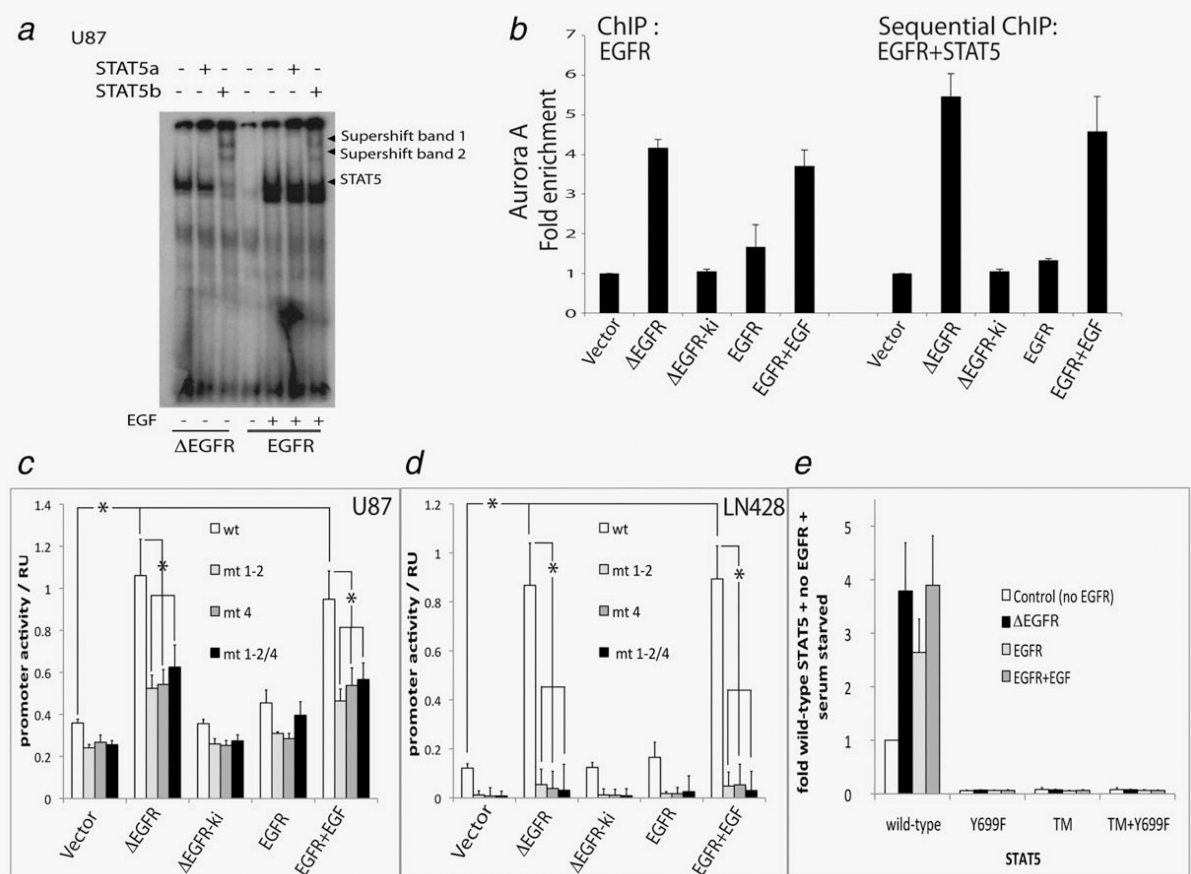 a
U87
STAT5a - + - - - + -
STAT5b - - + - - - +
Supershift band 1
Supershift band 2
STAT5
EGF - - - - + + +
ΔEGFR EGFR
b
ChIP :
EGFR
Sequential ChIP:
EGFR+STAT5
Aurora A
Fold enrichment
7
6
5
4
3
2
1
0
Vector
ΔEGFR
ΔEGFR-ki
EGFR
EGFR+EGF
Vector
ΔEGFR
ΔEGFR-ki
EGFR
EGFR+EGF
c
U87
promoter activity / RU
1.4
1.2
1
0.8
0.6
0.4
0.2
0
*
*
*
wt
mt 1-2
mt 4
mt 1-2/4
Vector
ΔEGFR
ΔEGFR-ki
EGFR
EGFR+EGF
d
LN428
promoter activity / RU
1.2
1
0.8
0.6
0.4
0.2
0
*
*
*
wt
mt 1-2
mt 4
mt 1-2/4
Vector
ΔEGFR
ΔEGFR-ki
EGFR
EGFR+EGF
e
fold wild-type STAT5 + no EGFR +
serum starved
5
4
3
2
1
0
Control (no EGFR)
ΔEGFR
EGFR
EGFR+EGF
wild-type
Y699F
TM
TM+Y699F
STAT5